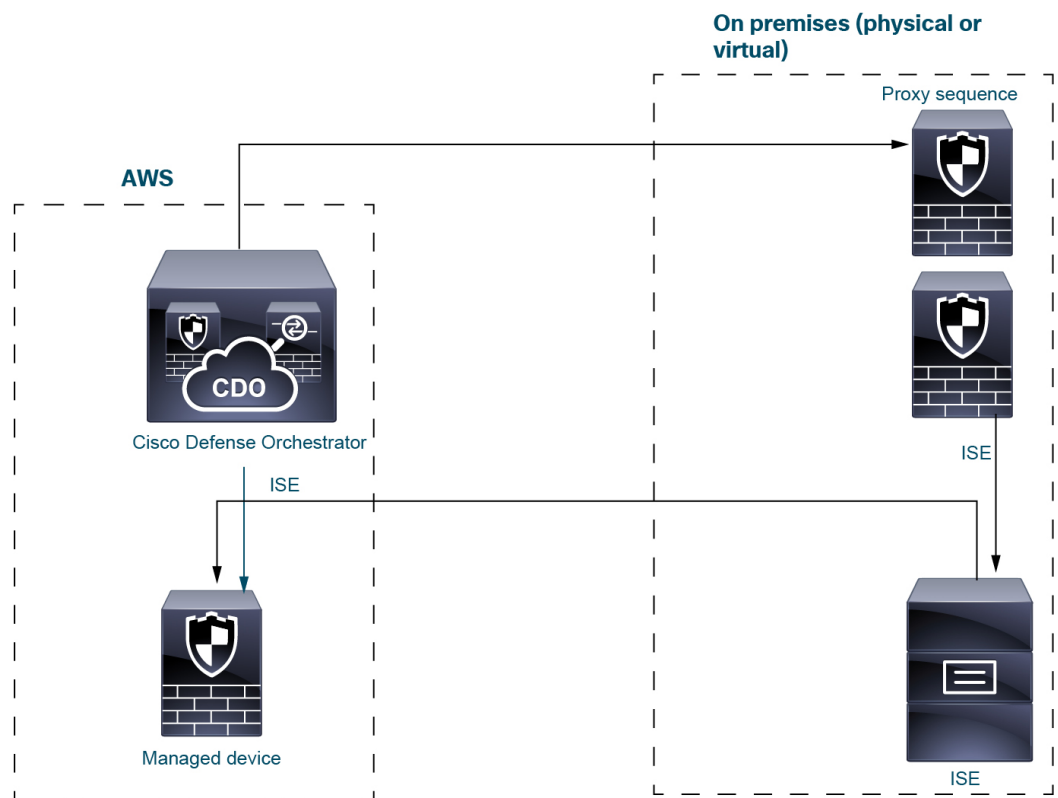 On premises (physical or
virtual)
Proxy sequence
AWS
CDO
Cisco Defense Orchestrator
ISE
ISE
Managed device
ISE